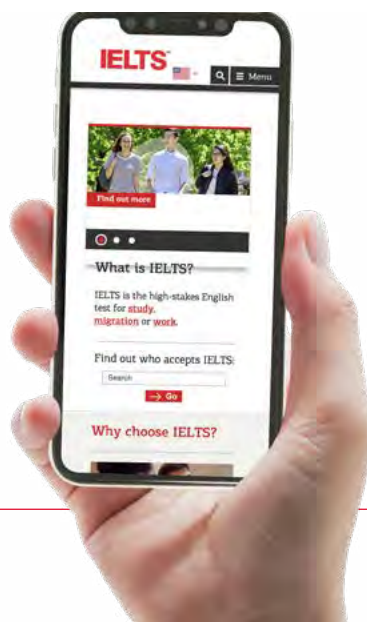 IELTS™
Menu
Find out more
What is IELTS?
IELTS is the high-stakes English
test for study,
migration or work.
Find out who accepts IELTS:
Search
→ Go
Why choose IELTS?